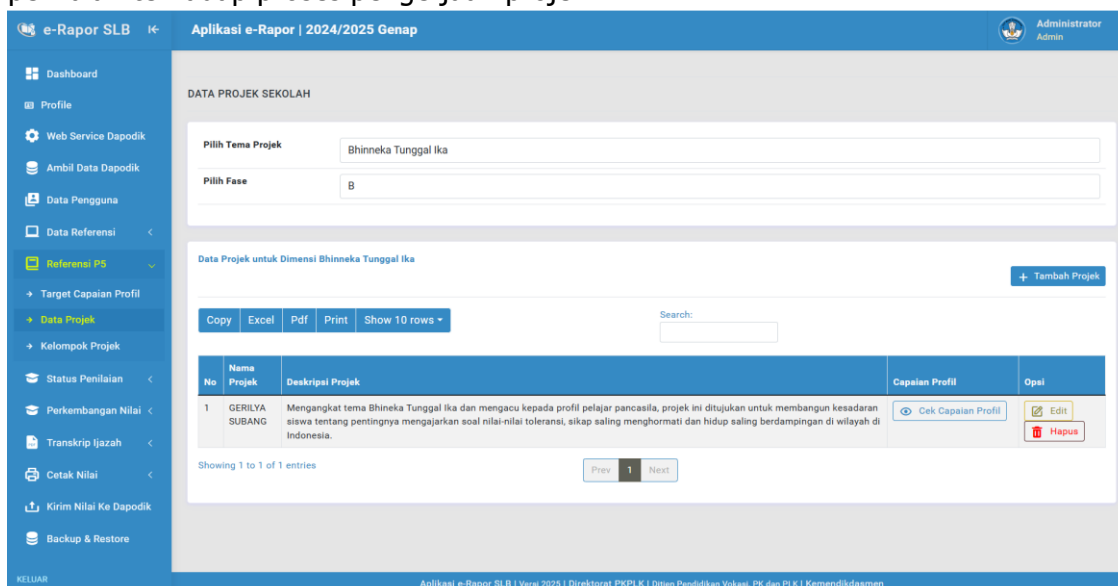 e-Rapor SLB
Aplikasi e-Rapor | 2024/2025 Genap
Administrator
Admin
Dashboard
Profile
Web Service Dapodik
Ambil Data Dapodik
Data Pengguna
Data Referensi
Referensi P5
Target Capaian Profil
Data Projek
Kelompok Projek
Status Penilaian
Perkembangan Nilai
Transkrip Ijazah
Cetak Nilai
Kirim Nilai Ke Dapodik
Backup & Restore
KELUAR
DATA PROJEK SEKOLAH
Pilih Tema Projek
Bhinneka Tunggal Ika
Pilih Fase
B
Data Projek untuk Dimensi Bhinneka Tunggal Ika
+ Tambah Projek
Copy Excel Pdf Print Show 10 rows
Search:
No Nama Projek Deskripsi Projek Capaian Profil Opsi
1 GERILYA SUBANG
Mengangkat tema Bhineka Tunggal Ika dan mengacu kepada profil pelajar pancasila, projek ini ditujukan untuk membangun kesadaran
siswa tentang pentingnya mengajarkan soal nilai-nilai toleransi, sikap saling menghormati dan hidup saling berdampingan di wilayah di
Indonesia.
Cek Capaian Profil
Edit
Hapus
Showing 1 to 1 of 1 entries
Prev 1 Next
Aplikasi e-Rapor SLB | Versi 2025 | Direktorat PKPLK | Ditjen Pendidikan Vokasi, PK dan PLK | Kemendikdasmen